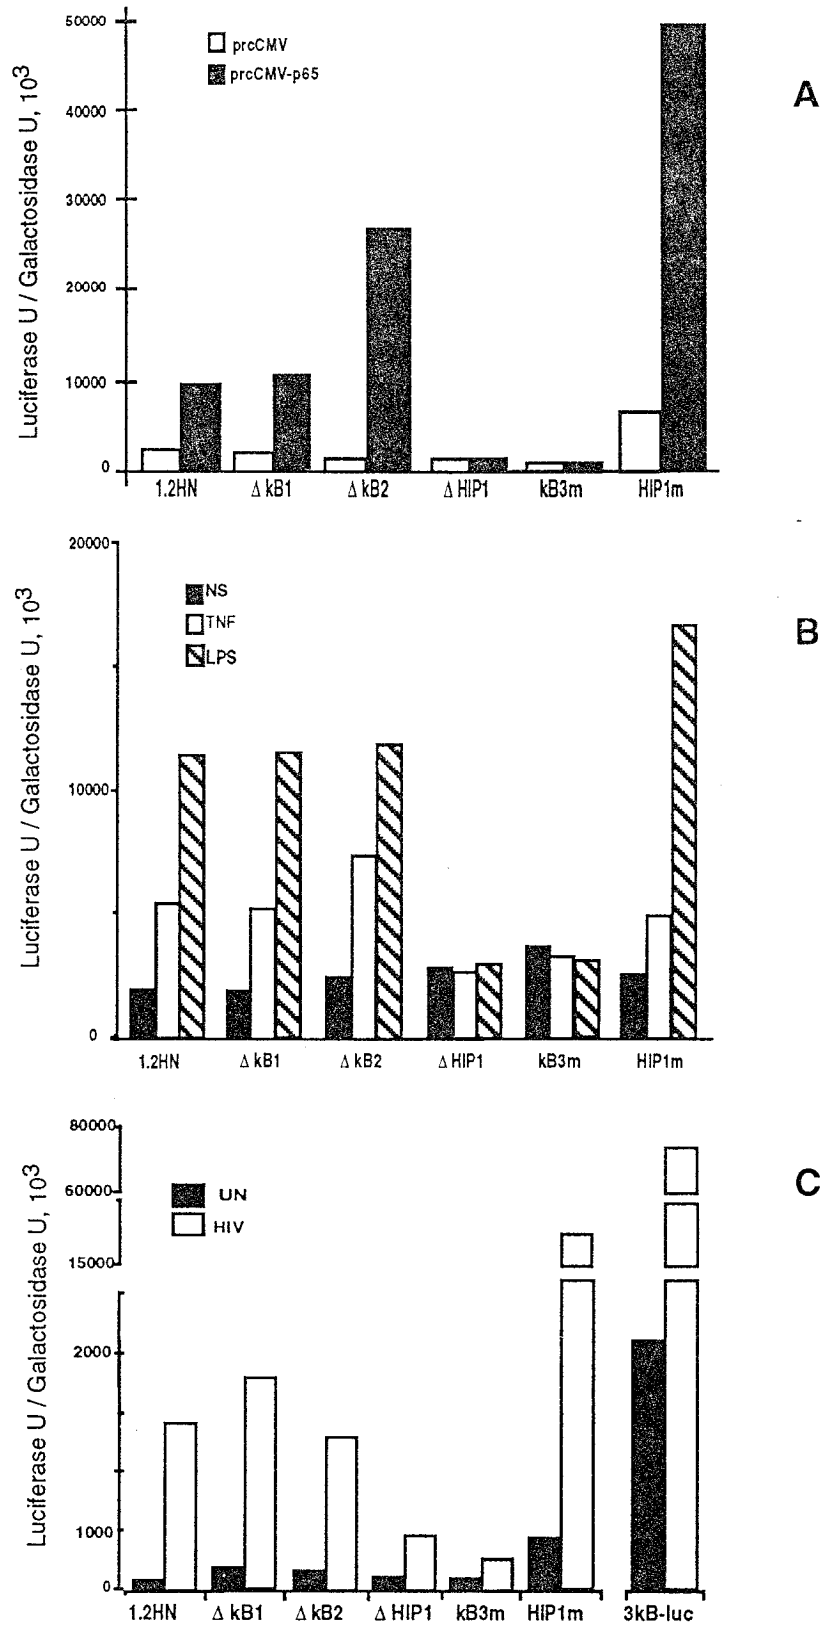 50000
40000
30000
20000
10000
0
Luciferase U / Galactosidase U, 10³
prcCMV
prcCMV-p65
A
1.2HN Δ kB1 Δ kB2 Δ HIP1 kB3m HIP1m
20000
10000
0
Luciferase U / Galactosidase U, 10³
NS
TNF
LPS
B
1.2HN Δ kB1 Δ kB2 Δ HIP1 kB3m HIP1m
80000
60000
15000
2000
1000
0
Luciferase U / Galactosidase U, 10³
UN
HIV
C
1.2HN Δ kB1 Δ kB2 Δ HIP1 kB3m HIP1m 3kB-luc